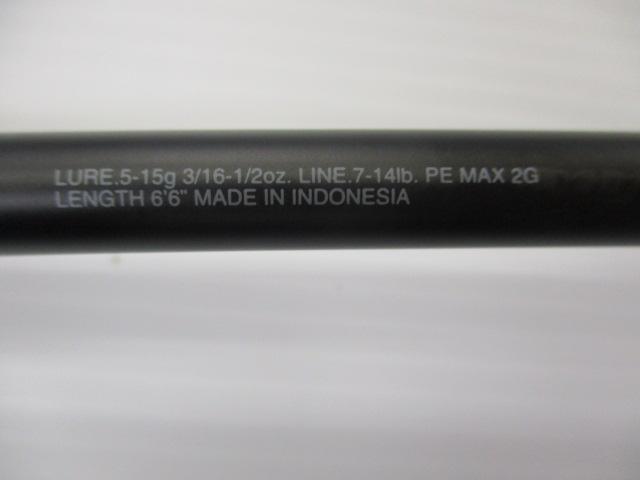 LURE.5-15g 3/16-1/2oz. LINE.7-14lb. PE MAX 2G
LENGTH 6'6" MADE IN INDONESIA